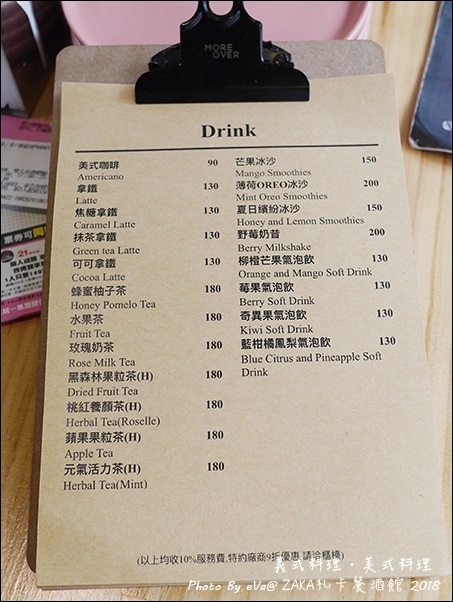 MORE
OVER
Drink
美式咖啡 90
Americano
拿鐵 130
Latte
焦糖拿鐵 130
Caramel Latte
抹茶拿鐵 130
Green tea Latte
可可拿鐵 130
Cocoa Latte
蜂蜜柚子茶 180
Honey Pomelo Tea
水果茶 180
Fruit Tea
玫瑰奶茶 180
Rose Milk Tea
黑森林果粒茶(H) 180
Dried Fruit Tea
桃紅養顏茶(H) 180
Herbal Tea(Roselle)
蘋果果粒茶(H) 180
Apple Tea
元氣活力茶(H) 180
Herbal Tea(Mint)
芒果冰沙 150
Mango Smoothies
薄荷OREO冰沙 200
Mint Oreo Smoothies
夏日繽紛冰沙 150
Honey and Lemon Smoothies
野莓奶昔 200
Berry Milkshake
柳橙芒果氣泡飲 130
Orange and Mango Soft Drink
莓果氣泡飲 130
Berry Soft Drink
奇異果氣泡飲 130
Kiwi Soft Drink
藍柑橘鳳梨氣泡飲 130
Blue Citrus and Pineapple Soft
Drink
(以上均收10%服務費,特約廠商9折優惠,請洽櫃檯)
義式料理·美式料理
Photo By eVa@ ZAKA札卡餐酒館 2018